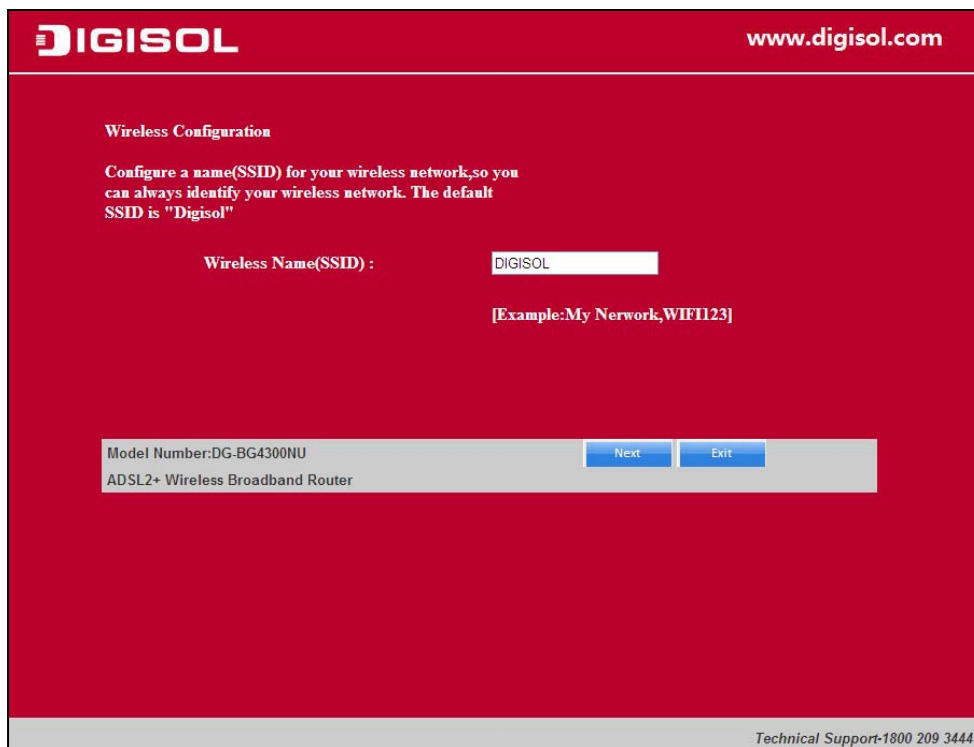 DIGISOL
www.digisol.com
Wireless Configuration
Configure a name(SSID) for your wireless network,so you
can always identify your wireless network. The default
SSID is "Digisol"
Wireless Name(SSID) :
DIGISOL
[Example:My Nerwork,WIFI123]
Model Number:DG-BG4300NU
Next
Exit
ADSL2+ Wireless Broadband Router
Technical Support-1800 209 3444